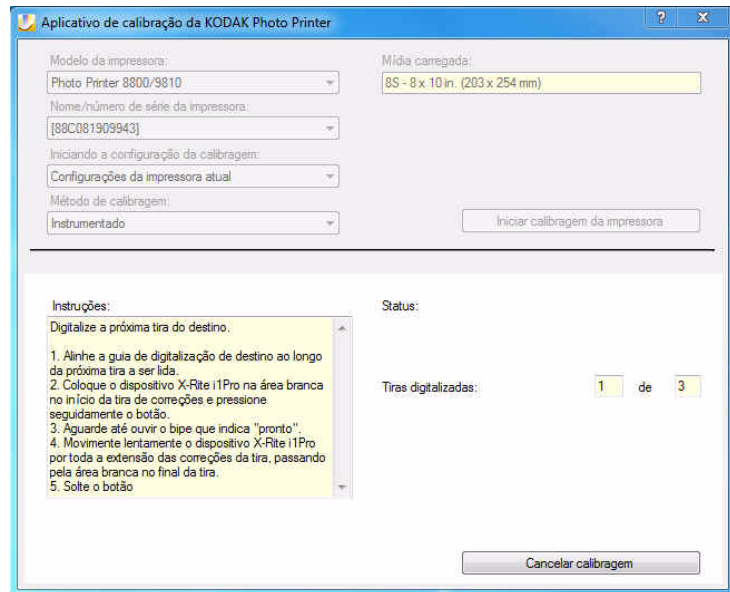 Aplicativo de calibração da KODAK Photo Printer
Modelo da impressora:
Photo Printer 8800/9810
Mídia carregada:
8S - 8 x 10 in. (203 x 254 mm)
Nome/número de série da impressora:
[88C081909943]
Iniciando a configuração da calibragem:
Configurações da impressora atual
Método de calibragem:
Instrumentado
Iniciar calibragem da impressora
Instruções:
Digitalize a próxima tira do destino.
1. Alinhe a guia de digitalização de destino ao longo
da próxima tira a ser lida.
2. Coloque o dispositivo X-Rite i1Pro na área branca
no início da tira de correções e pressione
seguidamente o botão.
3. Aguarde até ouvir o bipe que indica "pronto".
4. Movimente lentamente o dispositivo X-Rite i1Pro
por toda a extensão das correções da tira, passando
pela área branca no final da tira.
5. Solte o botão
Status:
Tiras digitalizadas: 1 de 3
Cancelar calibragem